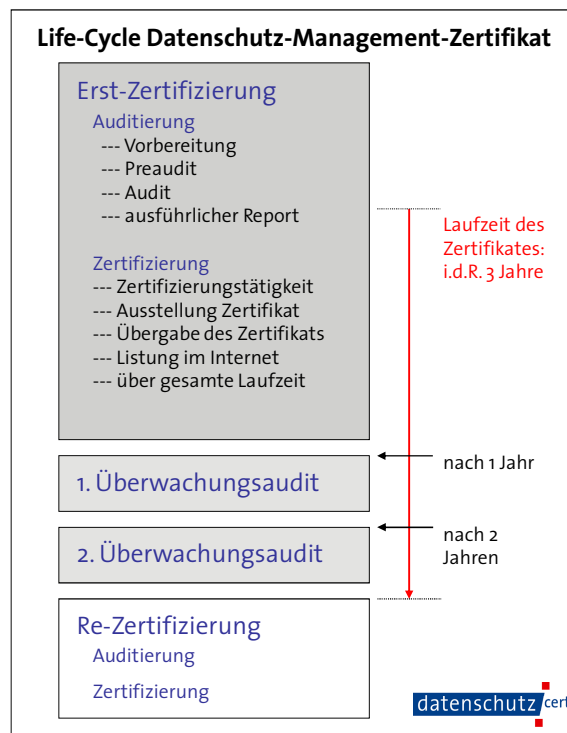 Life-Cycle Datenschutz-Management-Zertifikat
Erst-Zertifizierung
Auditierung
--- Vorbereitung
--- Preaudit
--- Audit
--- ausführlicher Report
Zertifizierung
--- Zertifizierungstätigkeit
--- Ausstellung Zertifikat
--- Übergabe des Zertifikats
--- Listung im Internet
--- über gesamte Laufzeit
Laufzeit des
Zertifikates:
i.d.R. 3 Jahre
1. Überwachungsaudit
nach 1 Jahr
2. Überwachungsaudit
nach 2
Jahren
Re-Zertifizierung
Auditierung
Zertifizierung
datenschutz cert